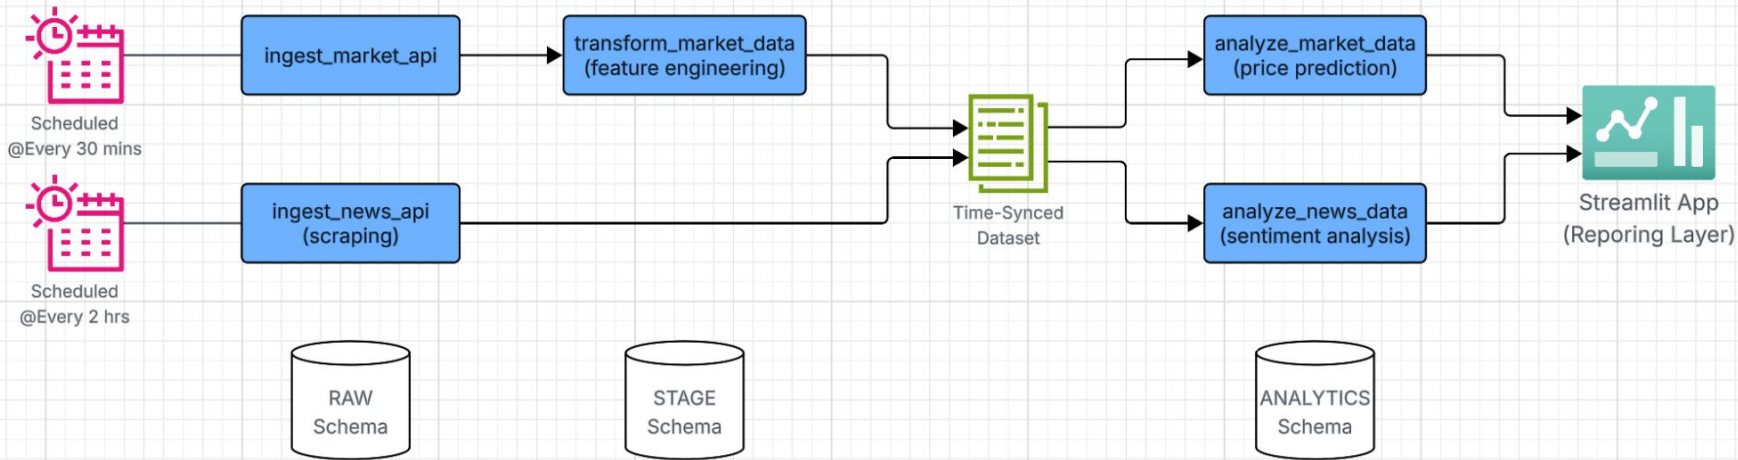 ingest_market_api
transform_market_data
(feature engineering)
analyze_market_data
(price prediction)
Scheduled
@Every 30 mins
ingest_news_api
(scraping)
Time-Synced
Dataset
analyze_news_data
(sentiment analysis)
Streamlit App
(Reporing Layer)
Scheduled
@Every 2 hrs
RAW
Schema
STAGE
Schema
ANALYTICS
Schema